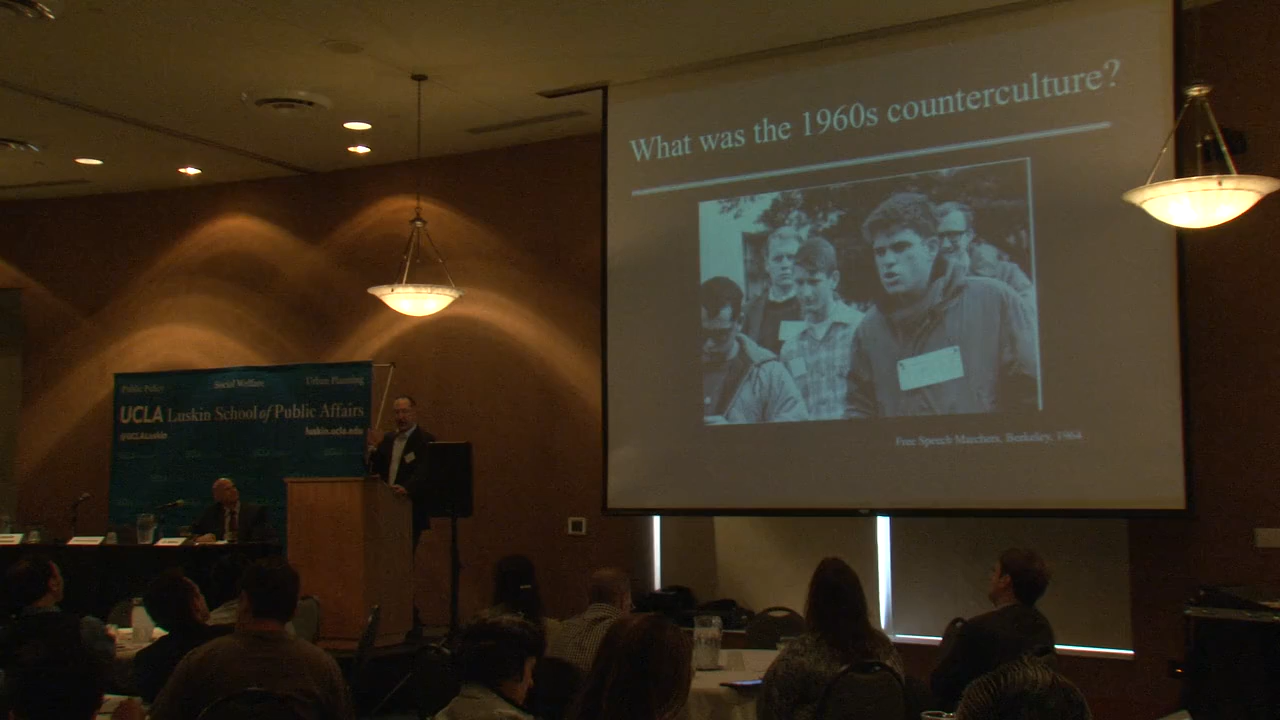 What was the 1960s counterculture?
Free Speech Marchers, Berkeley, 1964
Public Policy
Social Welfare
Urban Planning
UCLA Luskin School of Public Affairs
@UCLALuskin
luskin.ucla.edu